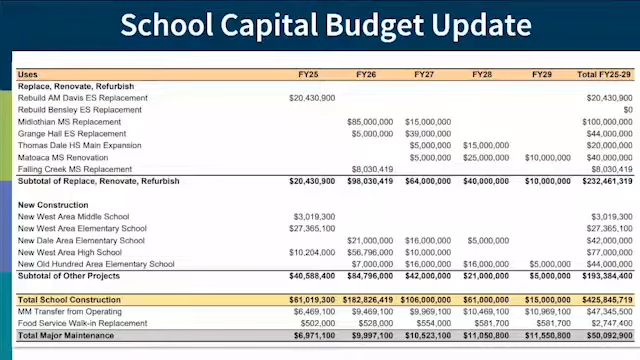 School Capital Budget Update
Uses FY25 FY26 FY27 FY28 FY29 Total FY25-29
Replace, Renovate, Refurbish
Rebuild AM Davis ES Replacement $20,430,900 $20,430,900
Rebuild Bensley ES Replacement $0
Midlothian MS Replacement $85,000,000 $15,000,000 $100,000,000
Grange Hall ES Replacement $5,000,000 $39,000,000 $44,000,000
Thomas Dale HS Main Expansion $5,000,000 $15,000,000 $20,000,000
Matoaca MS Renovation $5,000,000 $25,000,000 $10,000,000 $40,000,000
Falling Creek MS Replacement $8,030,419 $8,030,419
Subtotal of Replace, Renovate, Refurbish $20,430,900 $98,030,419 $64,000,000 $40,000,000 $10,000,000 $232,461,319
New Construction
New West Area Middle School $3,019,300 $3,019,300
New West Area Elementary School $27,365,100 $27,365,100
New Dale Area Elementary School $21,000,000 $16,000,000 $5,000,000 $42,000,000
New West Area High School $10,204,000 $56,796,000 $10,000,000 $77,000,000
New Old Hundred Area Elementary School $7,000,000 $16,000,000 $16,000,000 $5,000,000 $44,000,000
Subtotal of Other Projects $40,588,400 $84,796,000 $42,000,000 $21,000,000 $5,000,000 $193,384,400
Total School Construction $61,019,300 $182,826,419 $106,000,000 $61,000,000 $15,000,000 $425,845,719
MM Transfer from Operating $6,469,100 $9,469,100 $9,969,100 $10,469,100 $10,969,100 $47,345,500
Food Service Walk-in Replacement $502,000 $528,000 $554,000 $581,700 $581,700 $2,747,400
Total Major Maintenance $6,971,100 $9,997,100 $10,523,100 $11,050,800 $11,550,800 $50,092,900